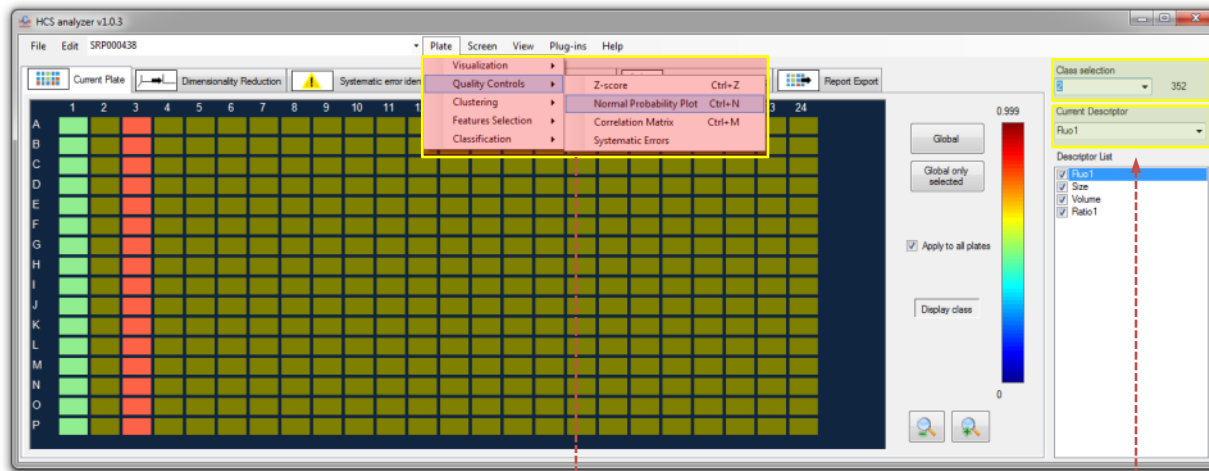 HCS analyzer v1.0.3
File Edit SRP000438 Plate Screen View Plug-ins Help
Current Plate Dimensionality Reduction Systematic error iden Report Export
Visualization
Quality Controls
Clustering
Features Selection
Classification
Z-score Ctrl+Z
Normal Probability Plot Ctrl+N
Correlation Matrix Ctrl+M
Systematic Errors
1 2 3 4 5 6 7 8 9 10 11 1 3 24
A
B
C
D
E
F
G
H
I
J
K
L
M
N
O
P
Global
Global only
selected
Apply to all plates
Display class
0.999
0
Class selection
2 352
Current Descriptor
Fluo1
Descriptor List
Fluo1
Size
Volume
Ratio1